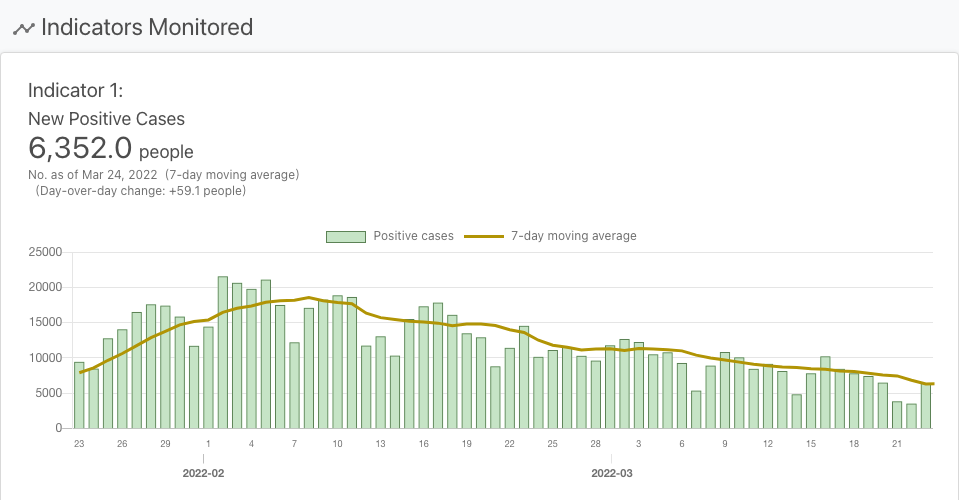 Indicators Monitored
Indicator 1:
New Positive Cases
6,352.0 people
No. as of Mar 24, 2022 (7-day moving average)
(Day-over-day change: +59.1 people)
Positive cases 7-day moving average
25000
20000
15000
10000
5000
0
23 26 29 1 4 7 10 13 16 19 22 25 28 3 6 9 12 15 18 21
2022-02 2022-03